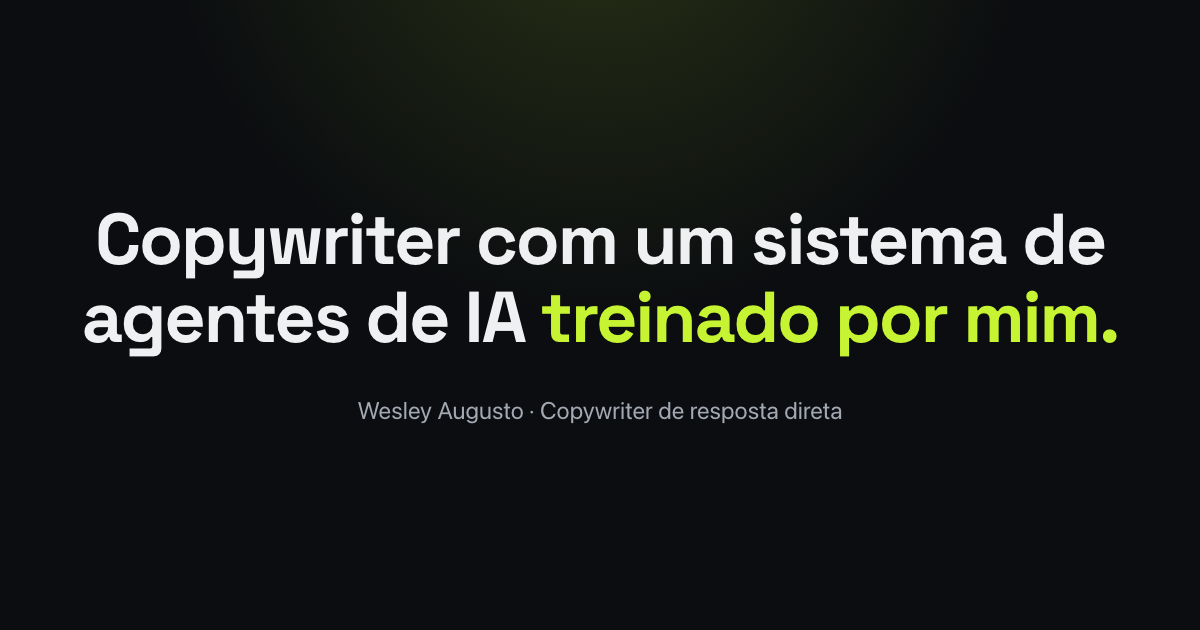 Copywriter com um sistema de
agentes de IA treinado por mim.
Wesley Augusto · Copywriter de resposta direta